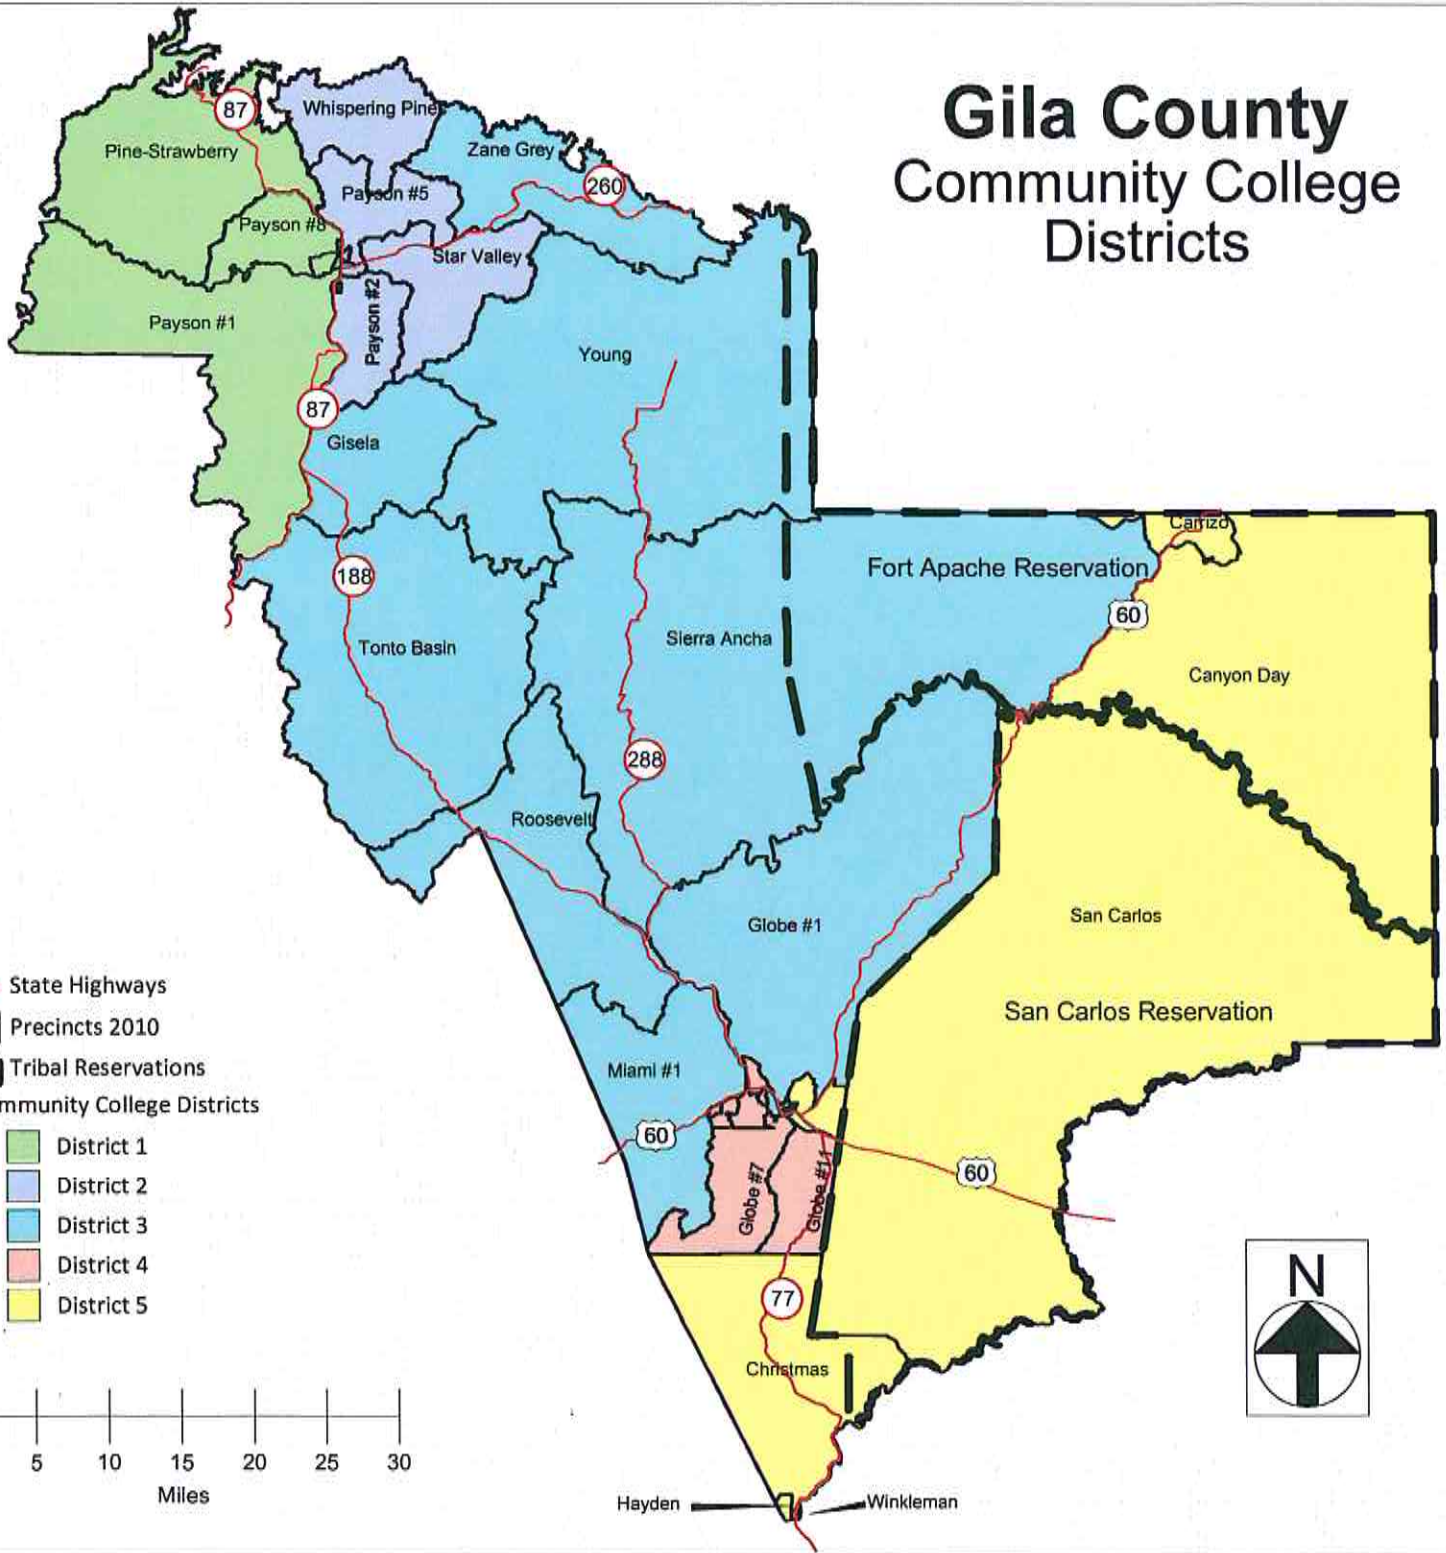 Gila County
Community College
Districts
87
Whispering Pine
Pine-Strawberry
Zane Grey
260
Payson #5
Payson #8
Star Valley
Payson #1
Payson #2
Young
87
Gisela
Carrizo
Fort Apache Reservation
188
60
Tonto Basin
Sierra Ancha
Canyon Day
288
Roosevelt
Globe #1
San Carlos
San Carlos Reservation
State Highways
Precincts 2010
Tribal Reservations
mmunity College Districts
District 1
District 2
District 3
District 4
District 5
Miami #1
60
60
Globe #7
Globe #11
77
Christmas
N
5 10 15 20 25 30
Miles
Hayden
Winkleman